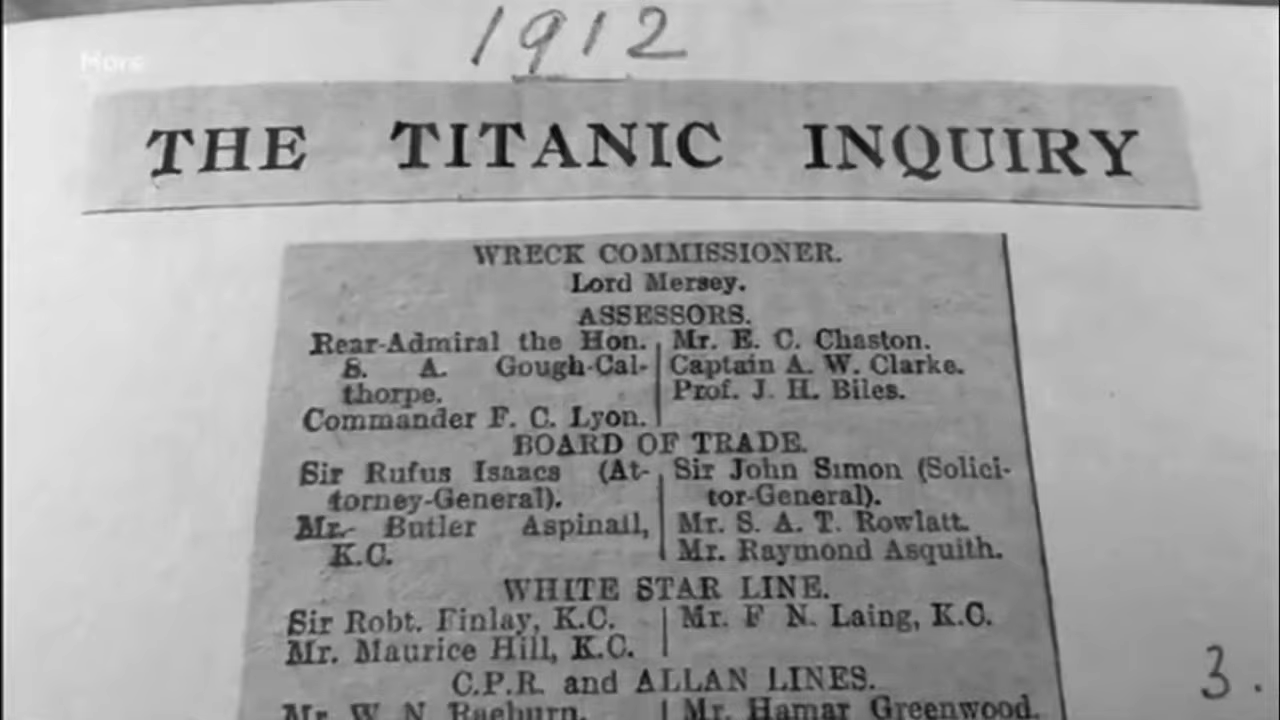 More
1912
THE TITANIC INQUIRY
WRECK COMMISSIONER.
Lord Mersey.
ASSESSORS.
Rear-Admiral the Hon.
S. A. Gough-Cal-
thorpe.
Commander F. C. Lyon.
Mr. E. C. Chaston.
Captain A. W. Clarke.
Prof. J. H. Biles.
BOARD OF TRADE.
Sir Rufus Isaacs (At-
torney-General).
Mr. Butler Aspinall,
K.C.
Sir John Simon (Solici-
tor-General).
Mr. S. A. T. Rowlatt.
Mr. Raymond Asquith.
WHITE STAR LINE.
Sir Robt. Finlay, K.C.
Mr. Maurice Hill, K.C.
Mr. F N. Laing, K.C.
C.P.R. and ALLAN LINES.
Mr. W. N. Raeburn.
Mr. Hamar Greenwood.
3.